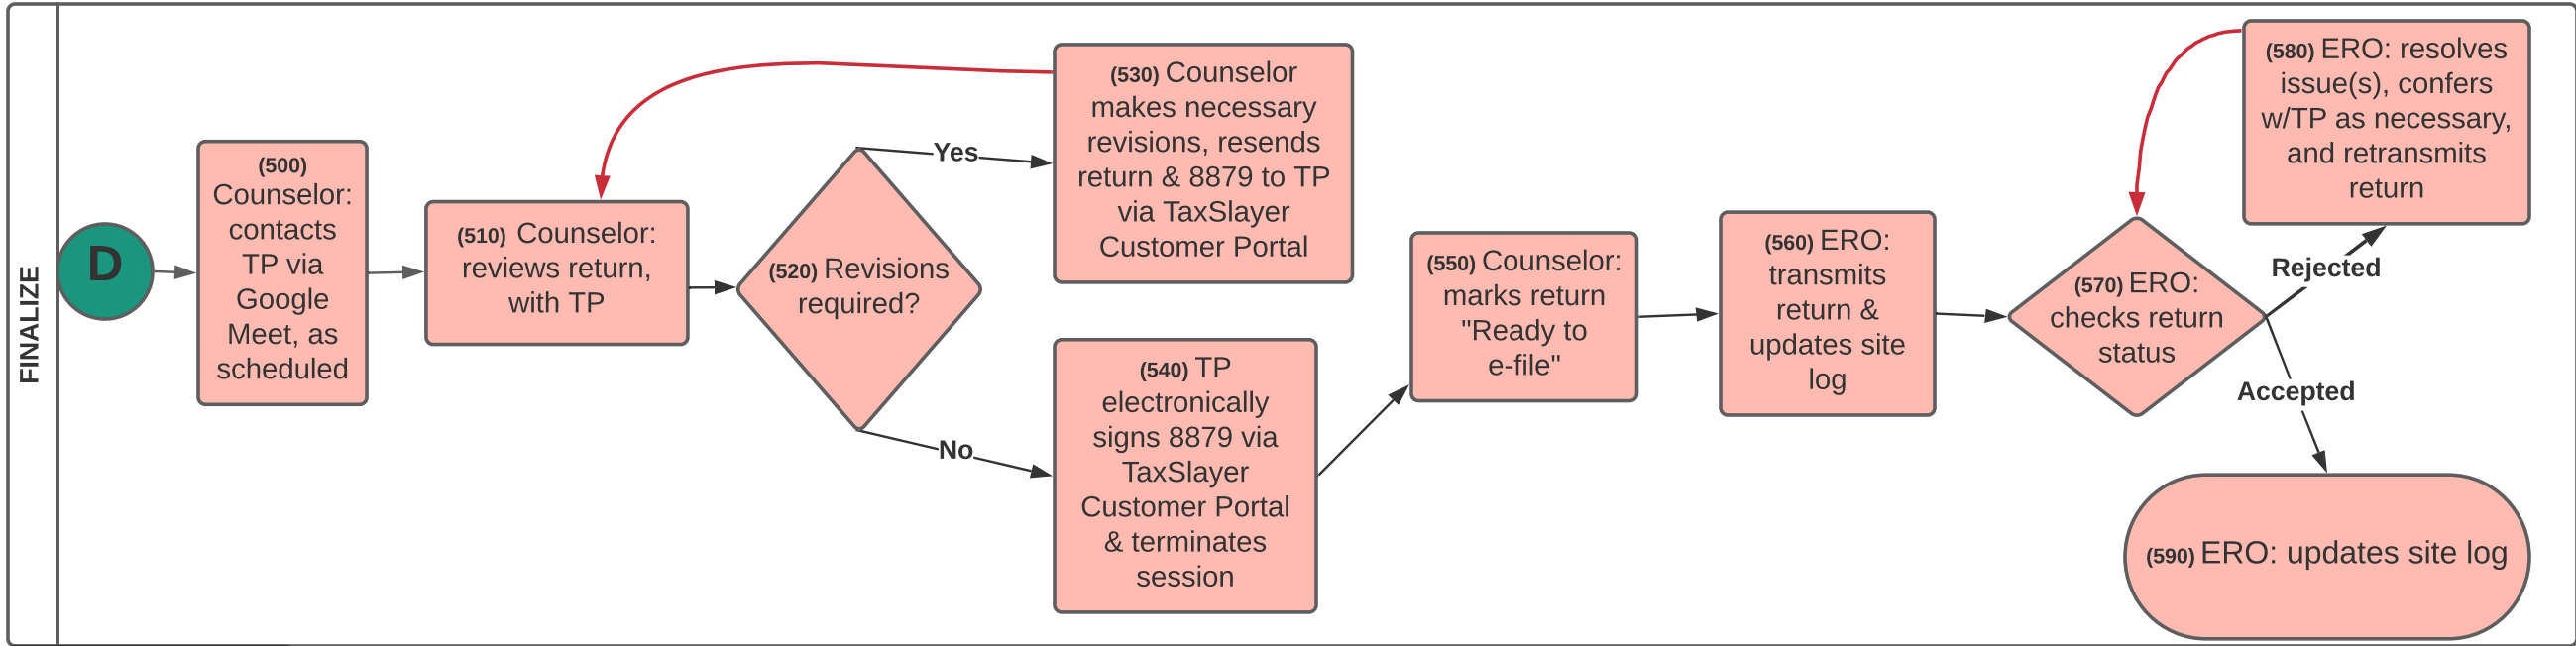 FINALIZE
D
(500)
Counselor:
contacts
TP via
Google
Meet, as
scheduled
(510) Counselor:
reviews return,
with TP
(520) Revisions
required?
Yes
No
(530) Counselor
makes necessary
revisions, resends
return & 8879 to TP
via TaxSlayer
Customer Portal
(540) TP
electronically
signs 8879 via
TaxSlayer
Customer Portal
& terminates
session
(550) Counselor:
marks return
"Ready to
e-file"
(560) ERO:
transmits
return &
updates site
log
(570) ERO:
checks return
status
Rejected
Accepted
(580) ERO: resolves
issue(s), confers
w/TP as necessary,
and retransmits
return
(590) ERO: updates site log